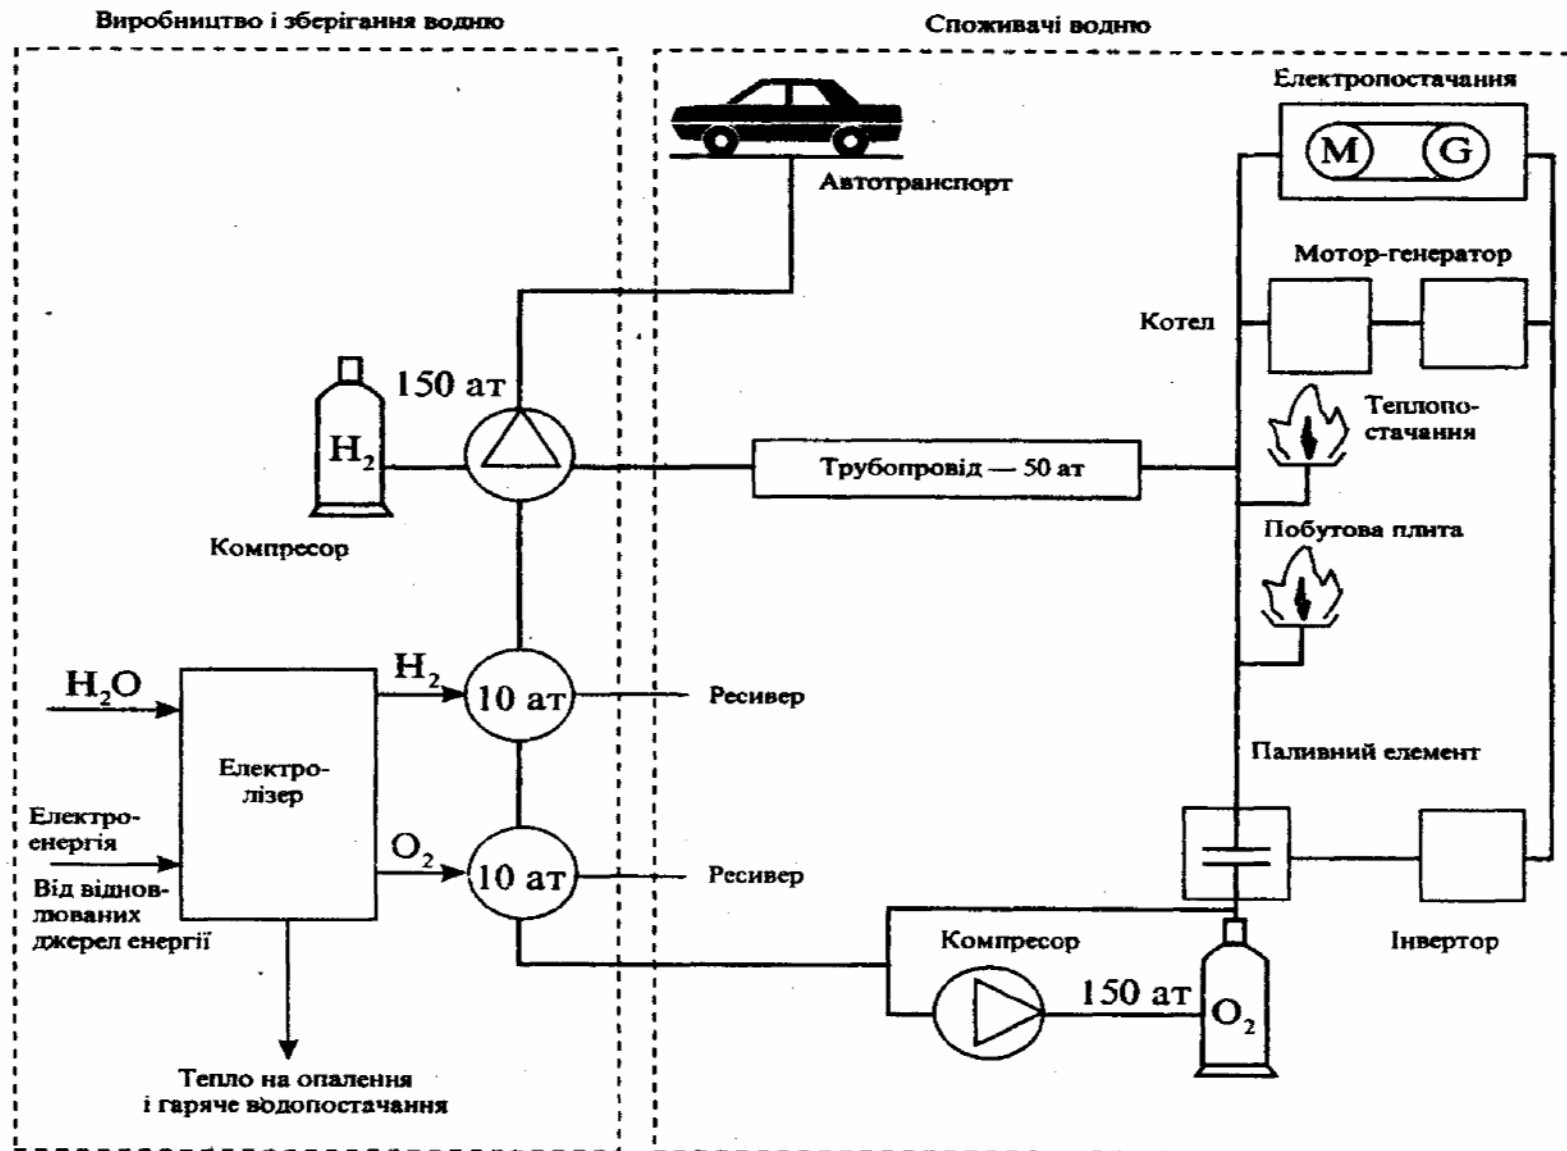 Виробництво і зберігання водню
Споживачі водню
Електропостачання
M
G
Автотранспорт
Мотор-генератор
Котел
150 ат
H₂
Трубопровід — 50 ат
Теплопо-
стачання
Компресор
Побутова плита
H₂O
H₂
10 ат
Ресивер
Електро-
лізер
Паливний елемент
Електро-
енергія
O₂
10 ат
Ресивер
Від віднов-
люваних
джерел енергії
Компресор
Інвертор
150 ат
O₂
Тепло на опалення
і гаряче водопостачання